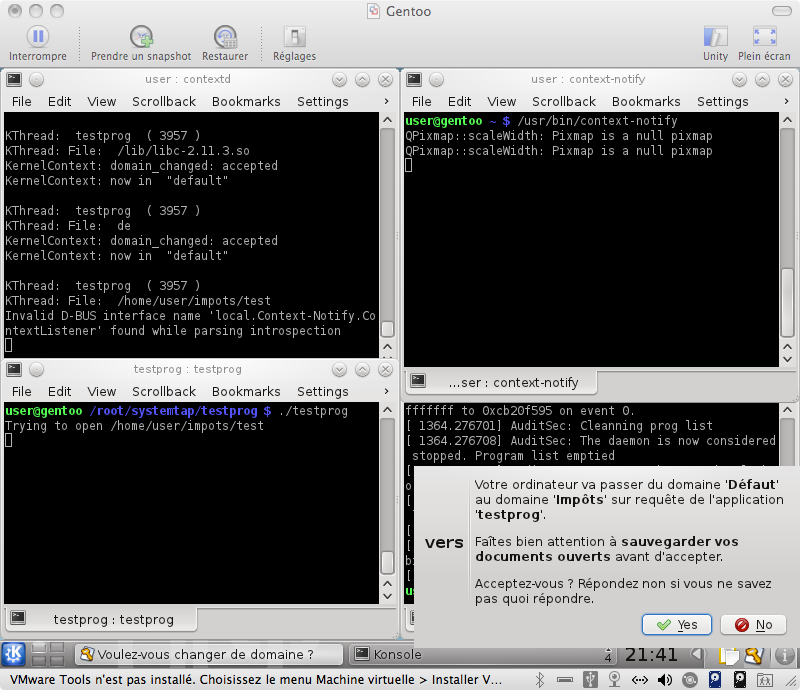 Gentoo
Interrompre
Prendre un snapshot
Restaurer
Réglages
Unity
Plein écran
user : contextd
File Edit View Scrollback Bookmarks Settings
KThread:  testprog  ( 3957 )
KThread: File:  /lib/libc-2.11.3.so
KernelContext: domain_changed: accepted
KernelContext: now in  "default"
KThread:  testprog  ( 3957 )
KThread: File:  de
KernelContext: domain_changed: accepted
KernelContext: now in  "default"
KThread:  testprog  ( 3957 )
KThread: File:  /home/user/impots/test
Invalid D-BUS interface name 'local.Context-Notify.Co
ntextListener' found while parsing introspection
user : context-notify
File Edit View Scrollback Bookmarks Settings
user@gentoo ~ $ /usr/bin/context-notify
QPixmap::scaleWidth: Pixmap is a null pixmap
QPixmap::scaleWidth: Pixmap is a null pixmap
...ser : context-notify
testprog : testprog
File Edit View Scrollback Bookmarks Settings
user@gentoo /root/systemtap/testprog $ ./testprog
Trying to open /home/user/impots/test
testprog : testprog
fffffff to 0xcb20f595 on event 0.
[ 1364.276701] AuditSec: Cleanning prog list
[ 1364.276708] AuditSec: The daemon is now considered
stopped. Program list emptied
vers
Votre ordinateur va passer du domaine 'Défaut'
au domaine 'Impôts' sur requête de l'application
'testprog'.
Faîtes bien attention à sauvegarder vos
documents ouverts avant d'accepter.
Acceptez-vous ? Répondez non si vous ne savez
pas quoi répondre.
Yes
No
Voulez-vous changer de domaine ?
Konsole
4
21:41
VMware Tools n'est pas installé. Choisissez le menu Machine virtuelle > Installer V...